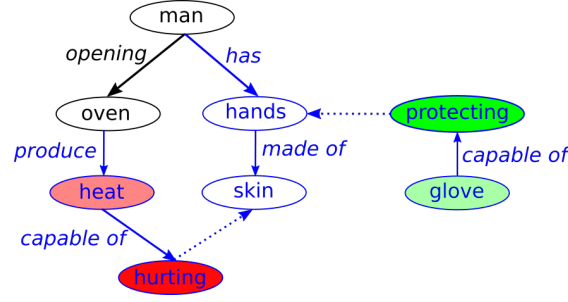 man
opening
has
oven
hands
protecting
produce
made of
capable of
heat
skin
glove
capable of
hurting